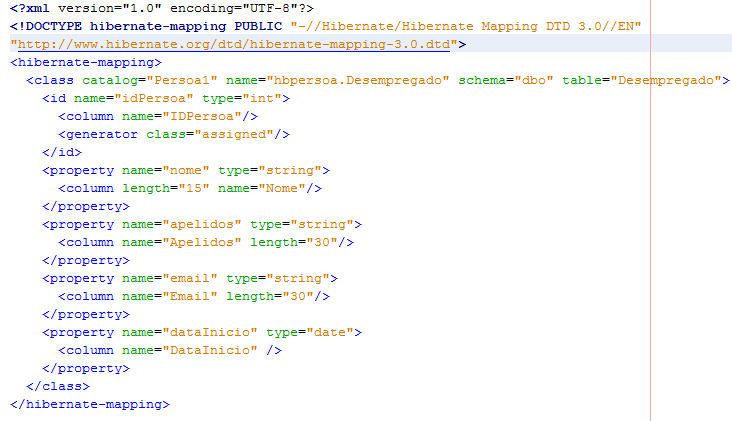 <?xml version="1.0" encoding="UTF-8"?>
<!DOCTYPE hibernate-mapping PUBLIC "-//Hibernate/Hibernate Mapping DTD 3.0//EN"
"http://www.hibernate.org/dtd/hibernate-mapping-3.0.dtd">
<hibernate-mapping>
  <class catalog="Persoa1" name="hbpersoa.Desempregado" schema="dbo" table="Desempregado">
    <id name="idPersoa" type="int">
      <column name="IDPersoa"/>
      <generator class="assigned"/>
    </id>
    <property name="nome" type="string">
      <column length="15" name="Nome"/>
    </property>
    <property name="apelidos" type="string">
      <column name="Apelidos" length="30"/>
    </property>
    <property name="email" type="string">
      <column name="Email" length="30"/>
    </property>
    <property name="dataInicio" type="date">
      <column name="DataInicio" />
    </property>
  </class>
</hibernate-mapping>